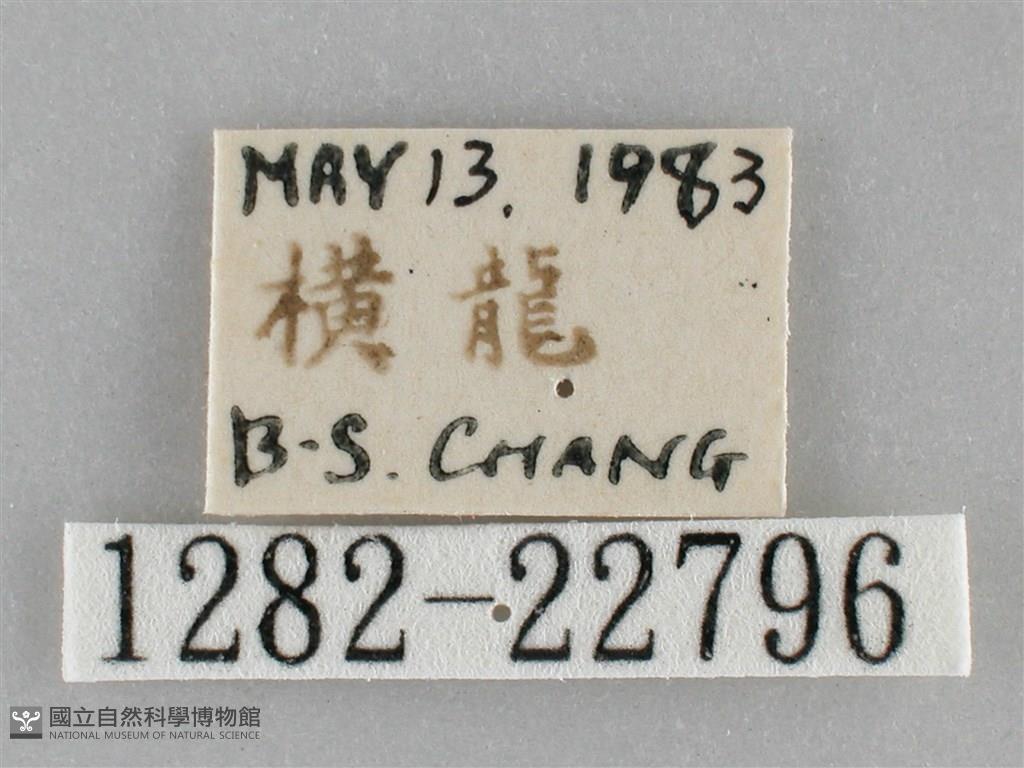 MAY 13. 1983
橫 龍
B-S. CHANG
1282-22796
國立自然科學博物館
NATIONAL MUSEUM OF NATURAL SCIENCE